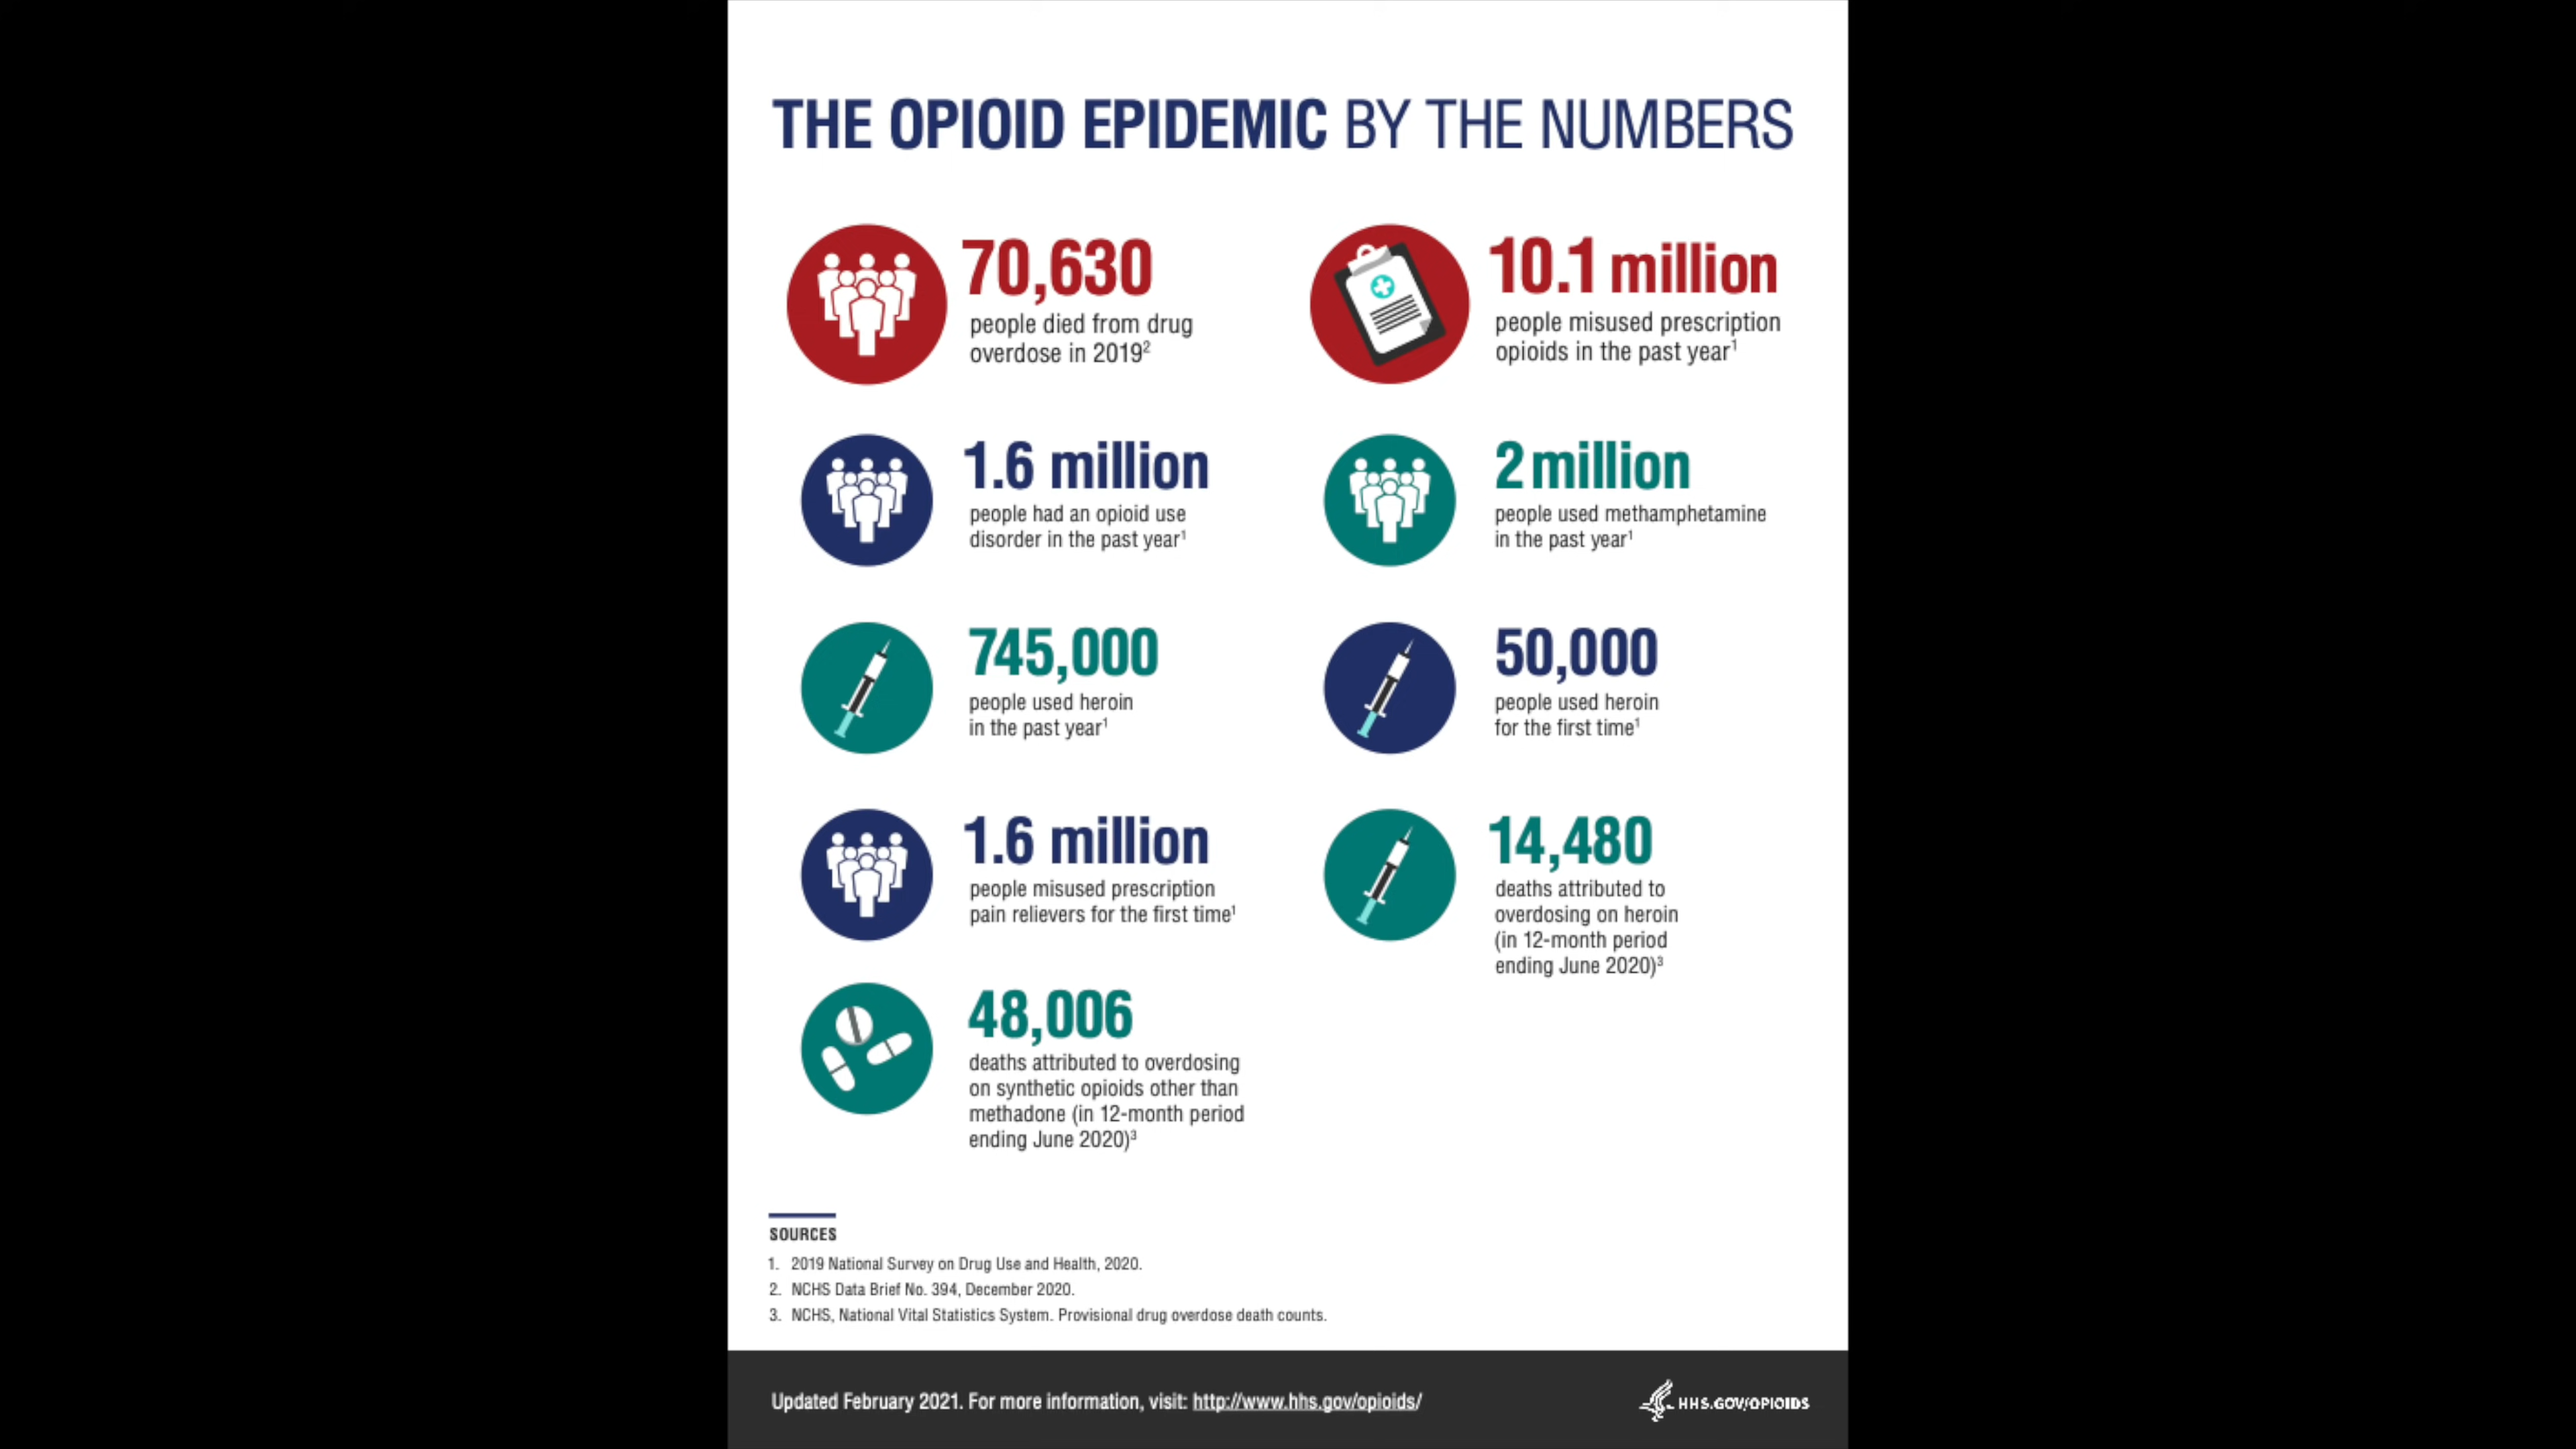 THE OPIOID EPIDEMIC BY THE NUMBERS
70,630
people died from drug
overdose in 2019²
10.1 million
people misused prescription
opioids in the past year¹
1.6 million
people had an opioid use
disorder in the past year¹
2 million
people used methamphetamine
in the past year¹
745,000
people used heroin
in the past year¹
50,000
people used heroin
for the first time¹
1.6 million
people misused prescription
pain relievers for the first time¹
14,480
deaths attributed to
overdosing on heroin
(in 12-month period
ending June 2020)³
48,006
deaths attributed to overdosing
on synthetic opioids other than
methadone (in 12-month period
ending June 2020)³
SOURCES
1. 2019 National Survey on Drug Use and Health, 2020.
2. NCHS Data Brief No. 394, December 2020.
3. NCHS, National Vital Statistics System. Provisional drug overdose death counts.
Updated February 2021. For more information, visit: http://www.hhs.gov/opioids/
HHS.GOV/OPIOIDS